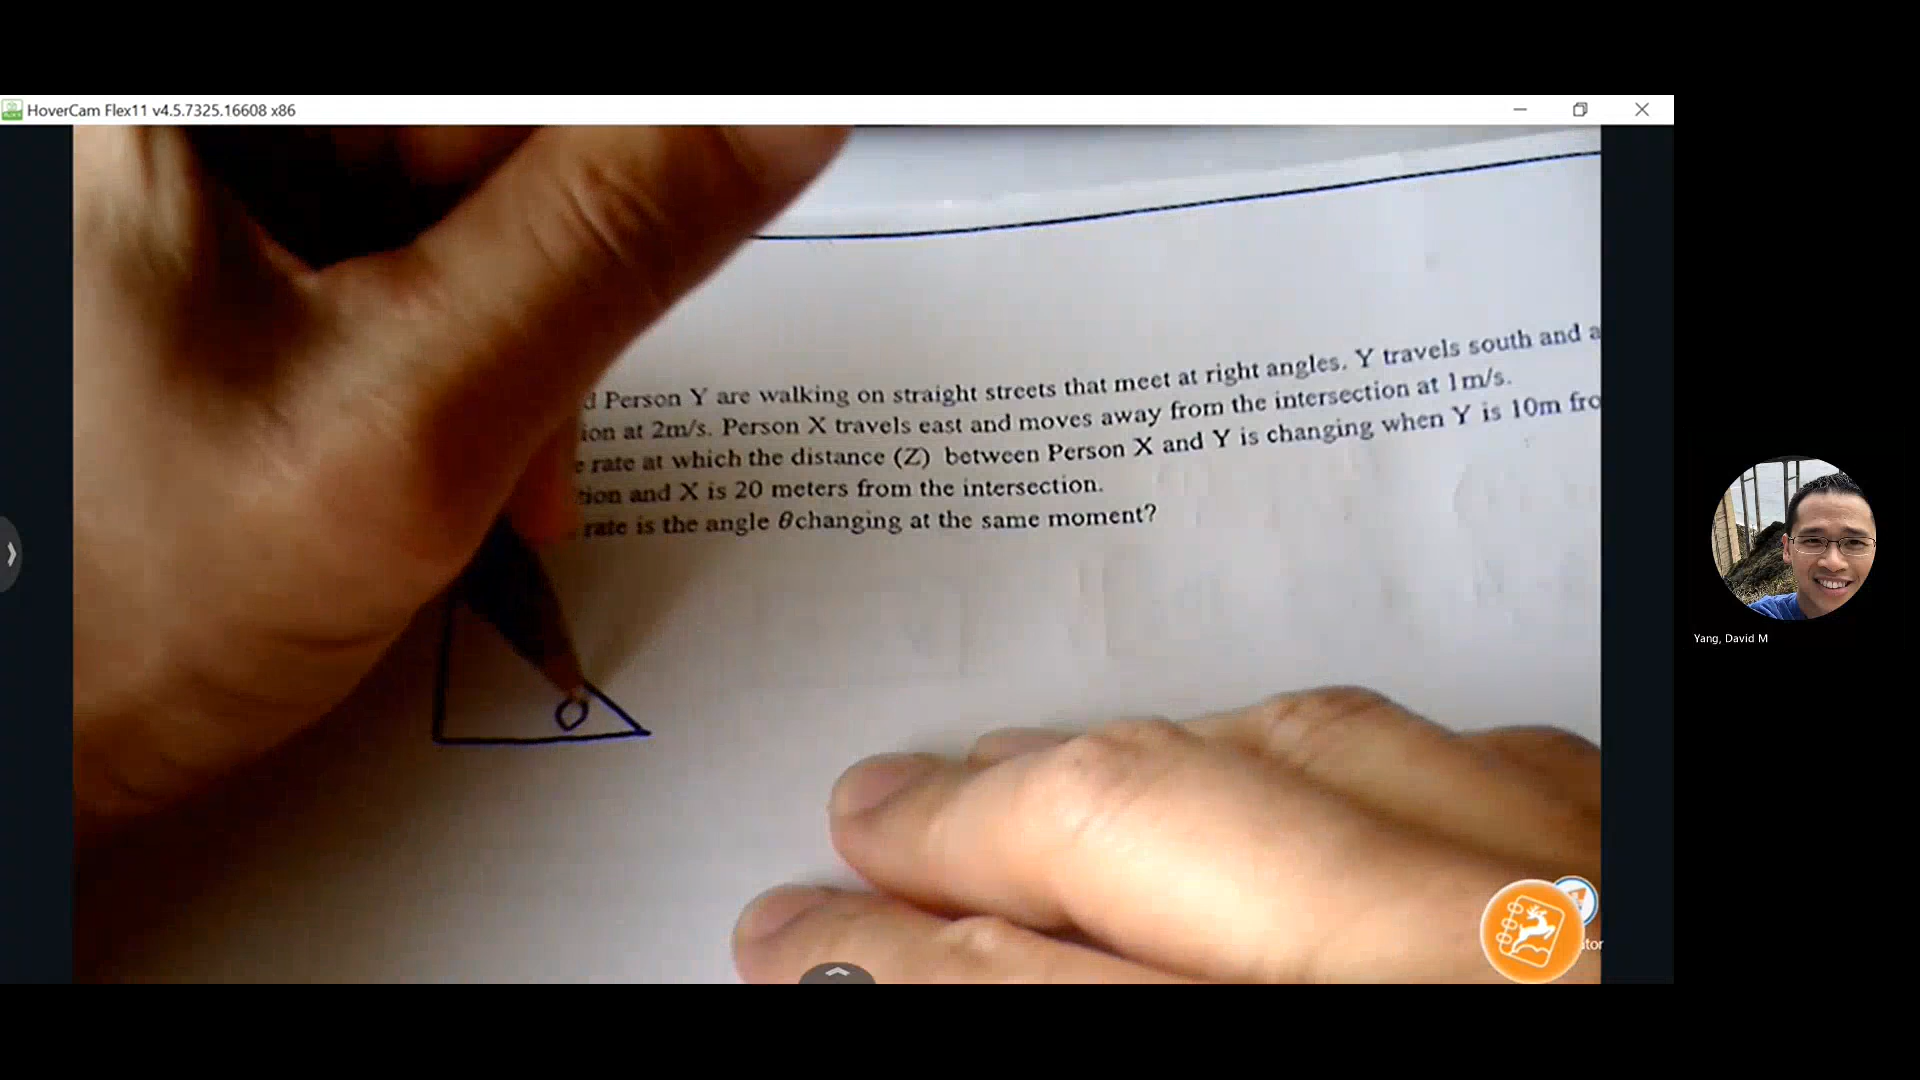 HoverCam Flex11 v4.5.7325.16608 x86
Person Y are walking on straight streets that meet at right angles. Y travels south and a
ion at 2m/s. Person X travels east and moves away from the intersection at 1m/s.
rate at which the distance (Z) between Person X and Y is changing when Y is 10m fro
tion and X is 20 meters from the intersection.
rate is the angle θ changing at the same moment?
Yang, David M
tor